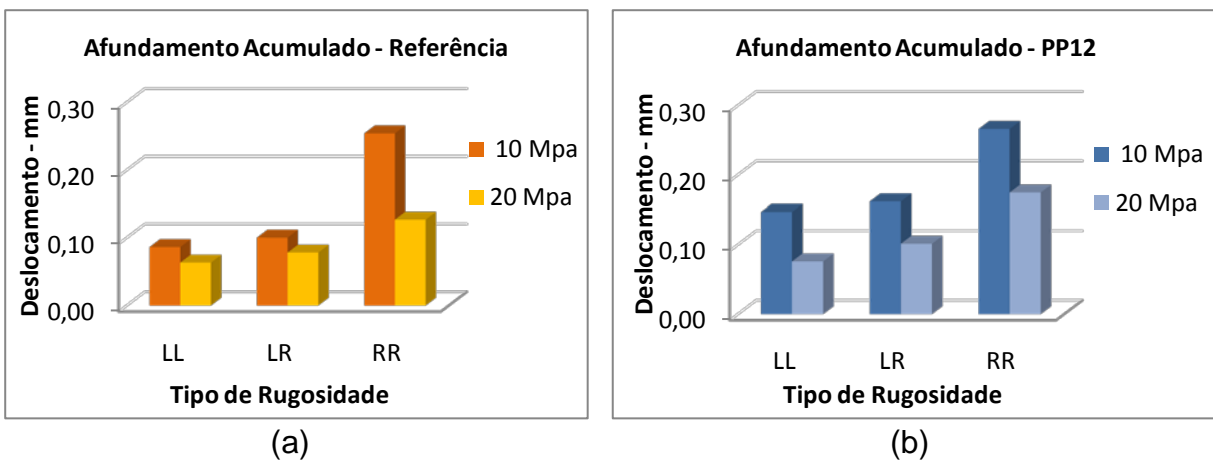 Afundamento Acumulado - Referência
Deslocamento - mm
0,30
0,20
0,10
0,00
LL LR RR
Tipo de Rugosidade
10 Mpa
20 Mpa
(a)
Afundamento Acumulado - PP12
Deslocamento - mm
0,30
0,20
0,10
0,00
LL LR RR
Tipo de Rugosidade
10 Mpa
20 Mpa
(b)